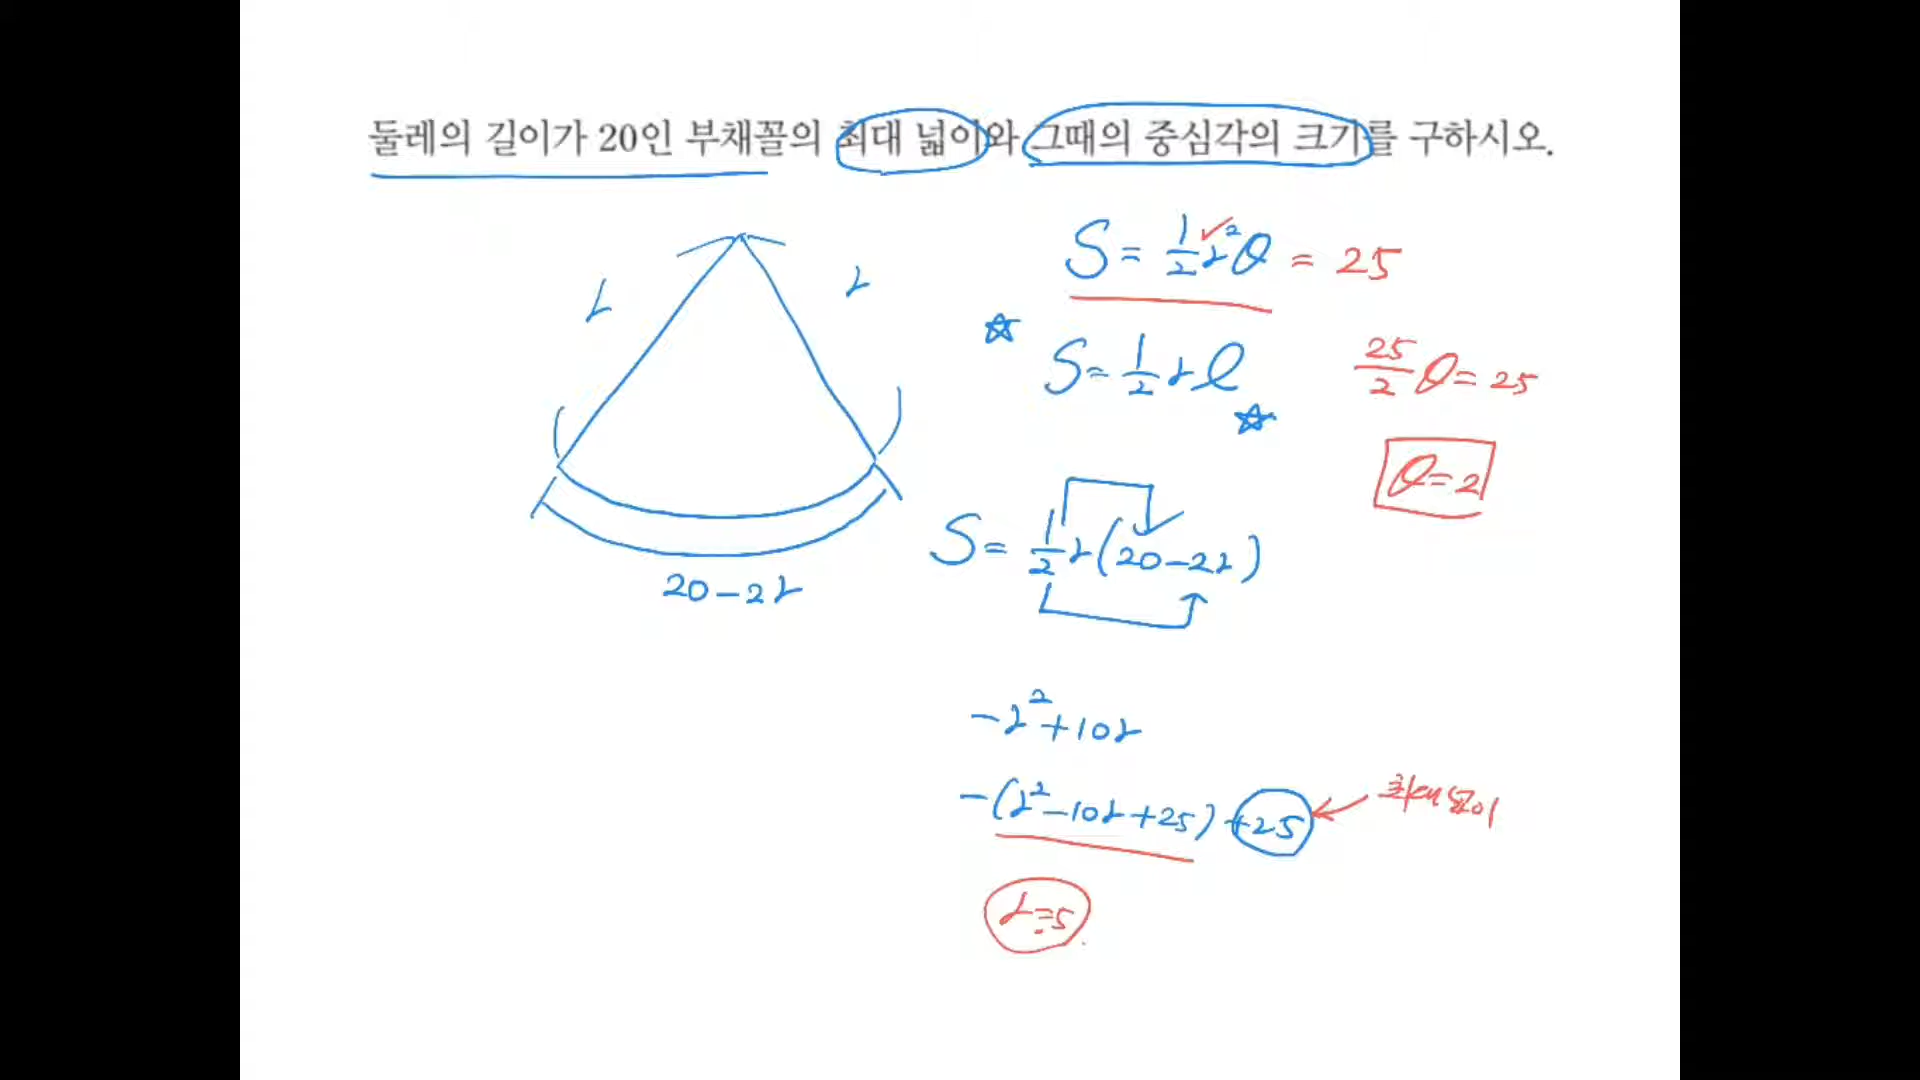 둘레의 길이가 20인 부채꼴의 최대 넓이와 그때의 중심각의 크기를 구하시오.
r
r
20-2r
S = 1/2 r²θ = 25
☆ S = 1/2 rl ☆
25/2 θ = 25
θ = 2
S = 1/2 r(20-2r)
-r²+10r
-(r²-10r+25)+25 ← 최대 넓이
r=5